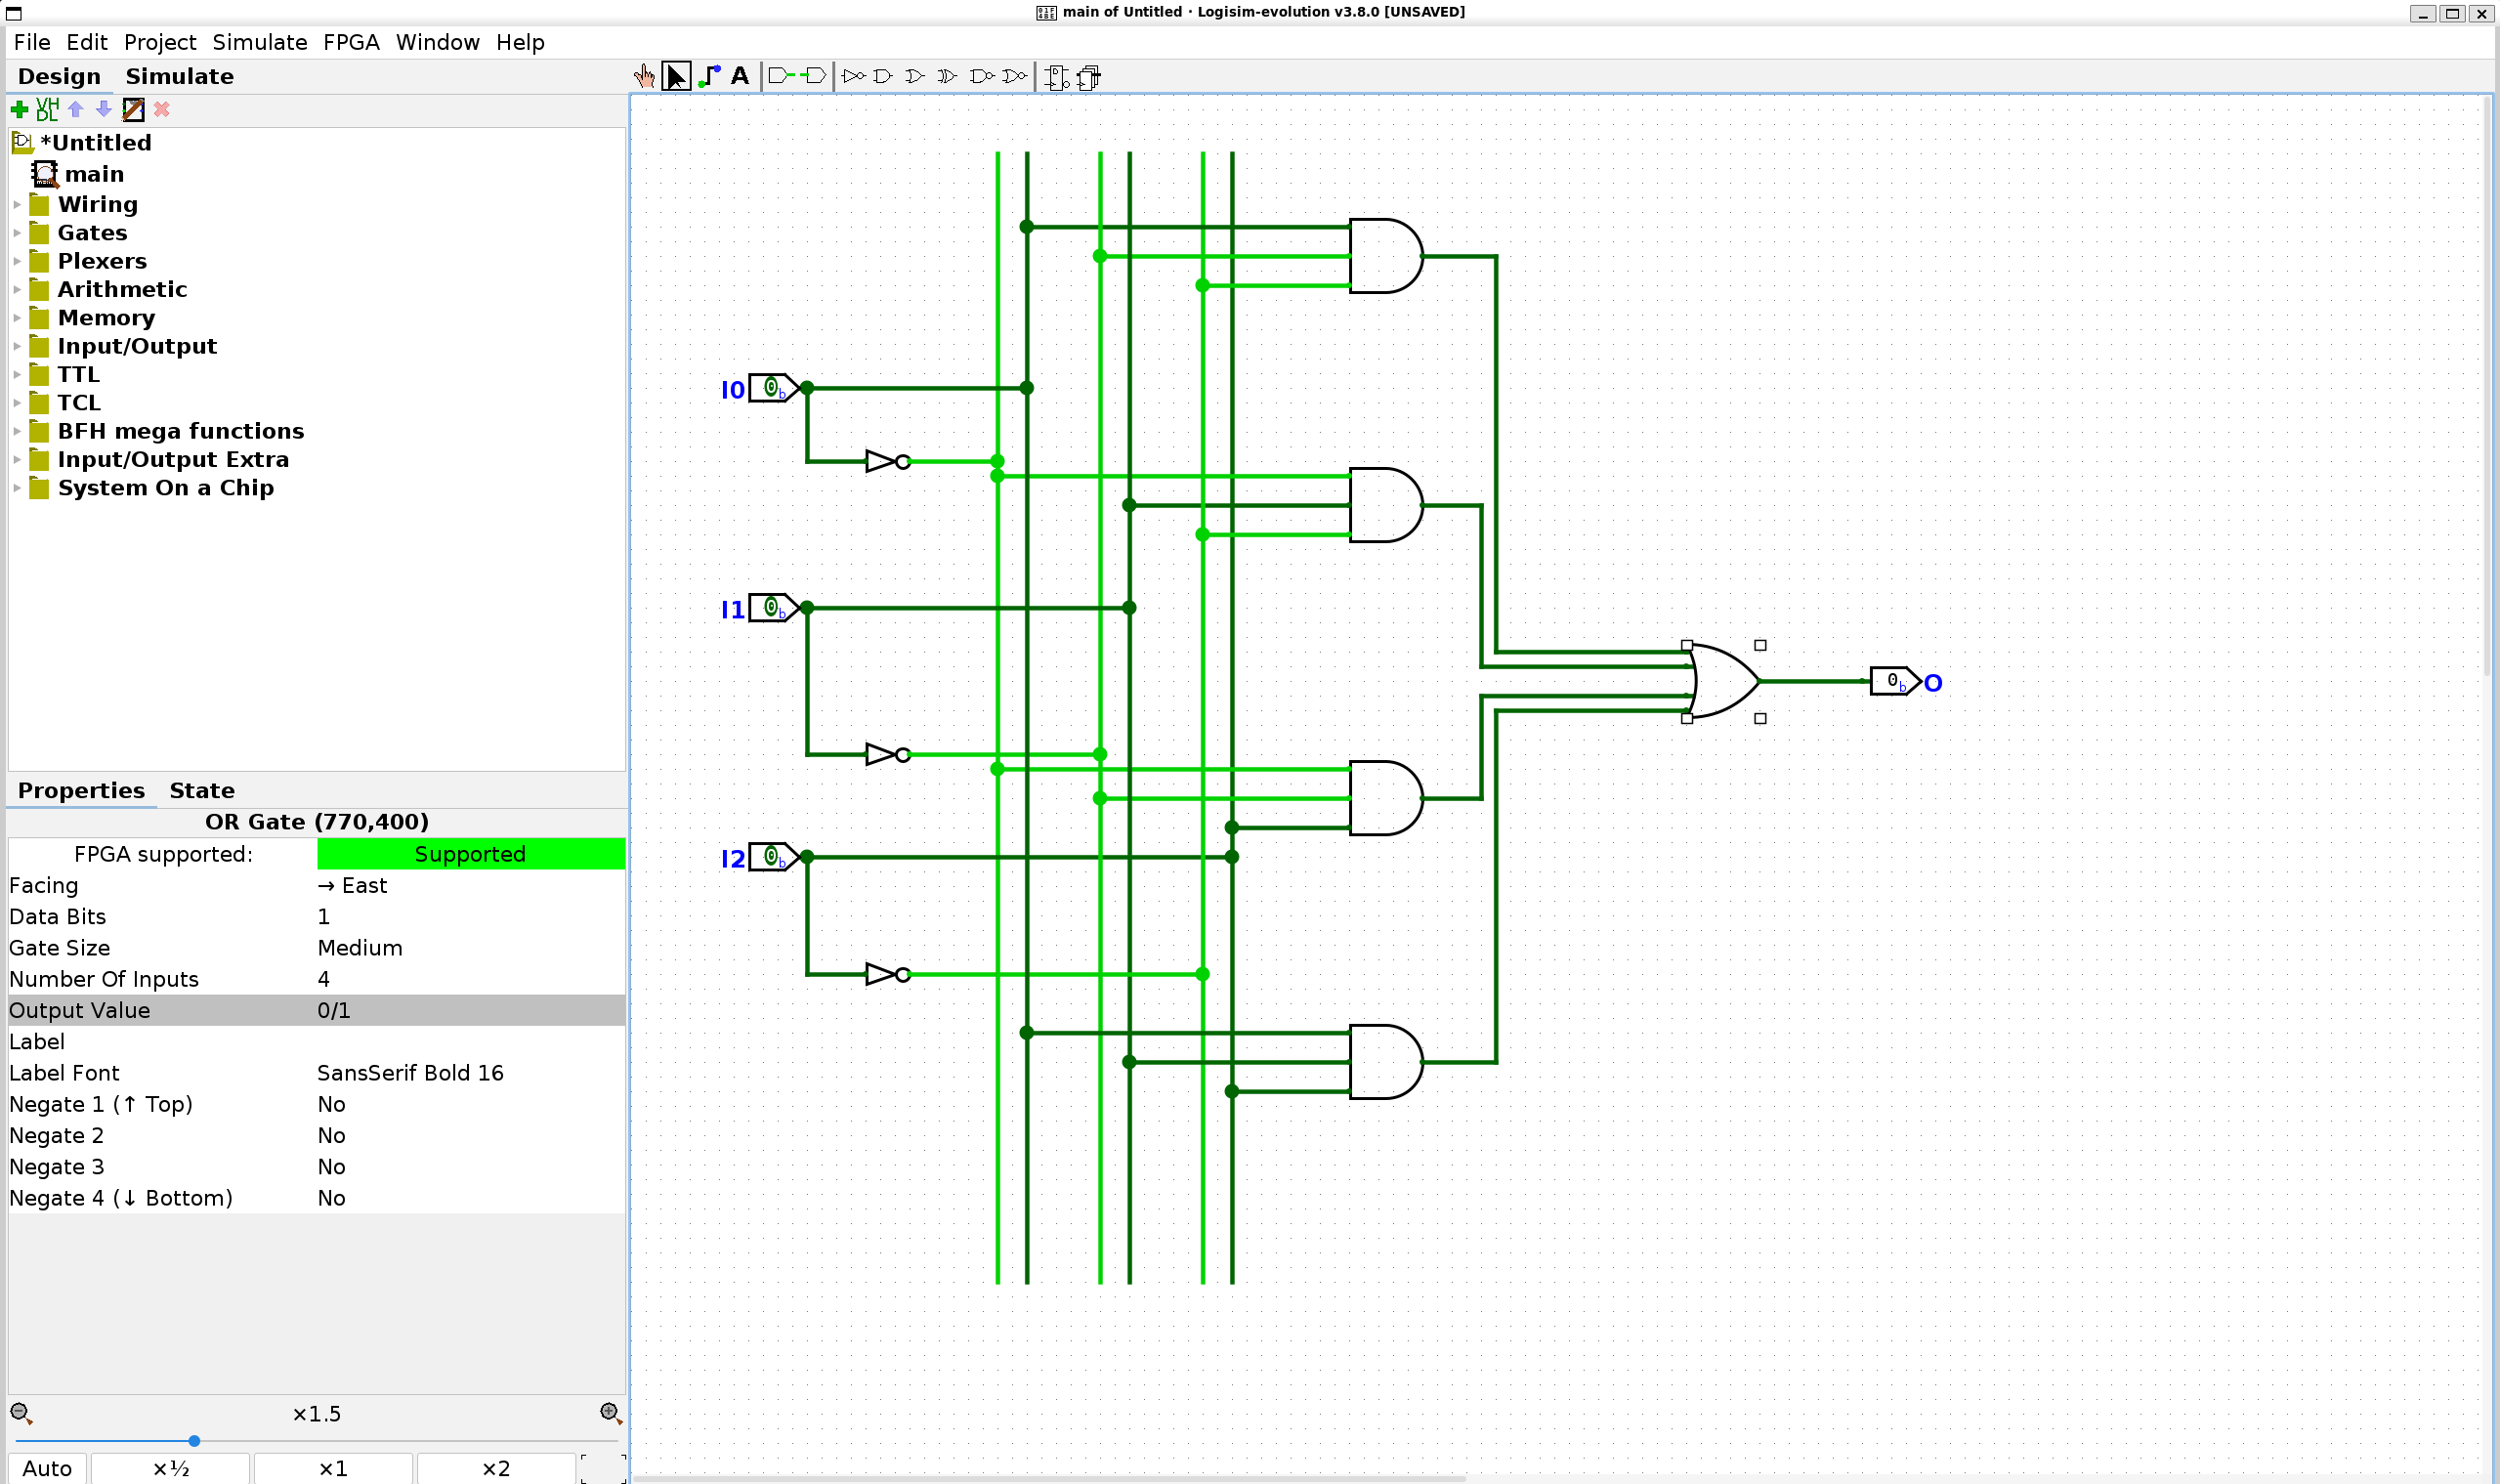 main of Untitled · Logisim-evolution v3.8.0 [UNSAVED]
File Edit Project Simulate FPGA Window Help
Design Simulate
A
VH
DL
*Untitled
main
Wiring
Gates
Plexers
Arithmetic
Memory
Input/Output
TTL
TCL
BFH mega functions
Input/Output Extra
System On a Chip
Properties State
OR Gate (770,400)
FPGA supported: Supported
Facing → East
Data Bits 1
Gate Size Medium
Number Of Inputs 4
Output Value 0/1
Label
Label Font SansSerif Bold 16
Negate 1 (↑ Top) No
Negate 2 No
Negate 3 No
Negate 4 (↓ Bottom) No
×1.5
Auto ×½ ×1 ×2
I0 0b
I1 0b
0b O
I2 0b